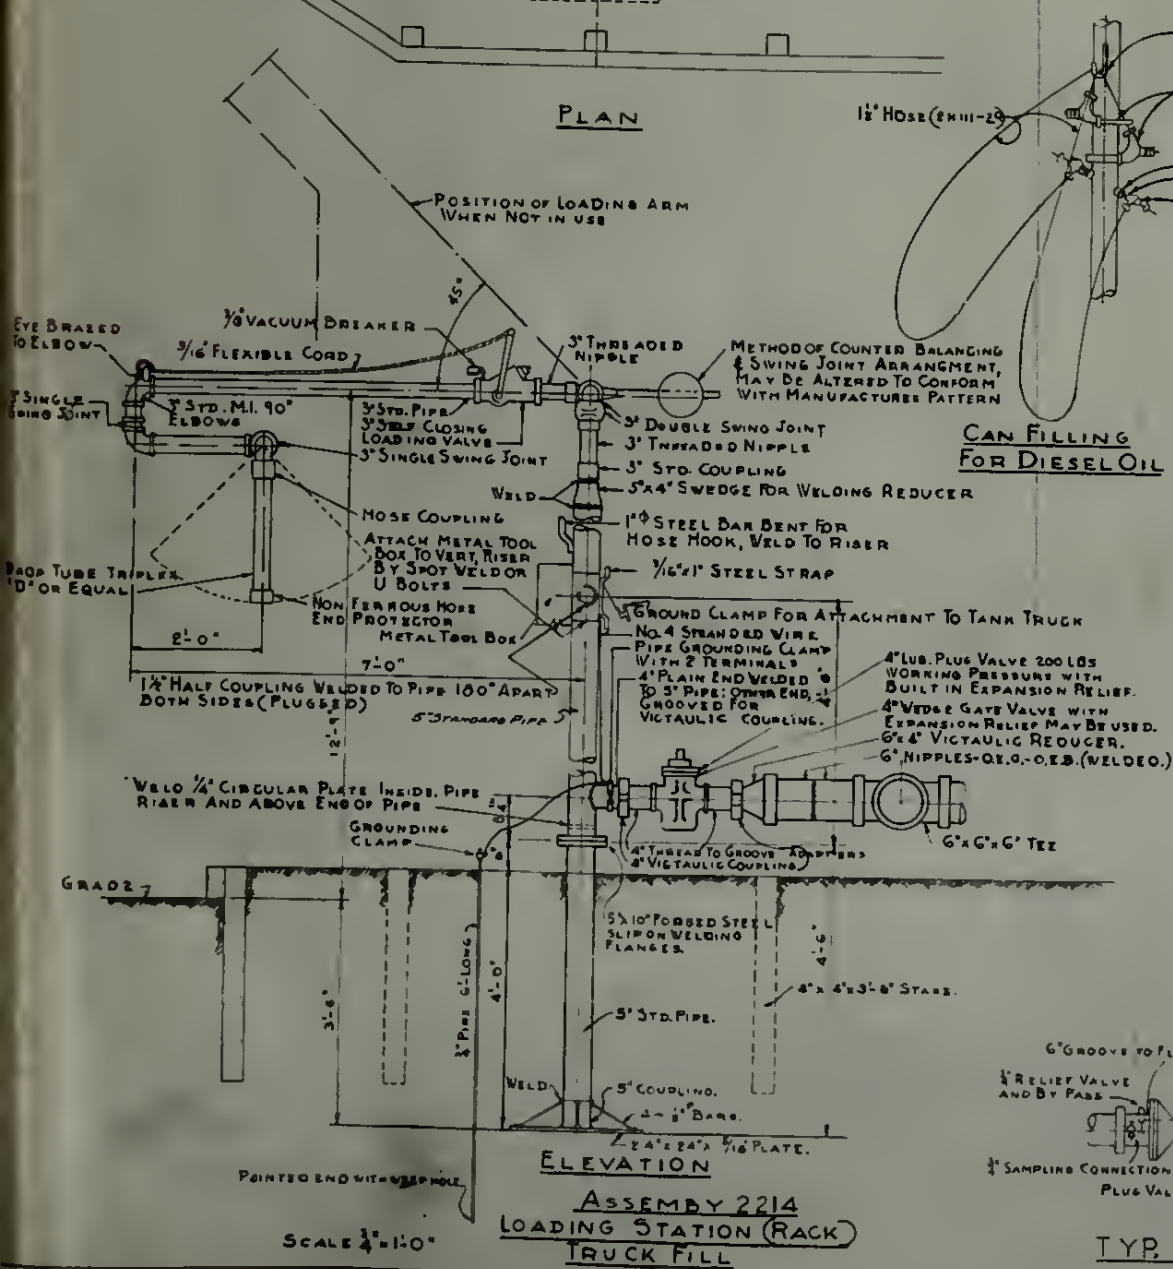 PLAN
1½" HOSE (2X111-29)
POSITION OF LOADING ARM
WHEN NOT IN USE
45°
EYE BRAZED
TO ELBOW
3/8" VACUUM BREAKER
3/16" FLEXIBLE CORD
3" THREADED
NIPPLE
METHOD OF COUNTER BALANCING
& SWING JOINT ARRANGMENT,
MAY BE ALTERED TO CONFORM
WITH MANUFACTURES PATTERN
3" SINGLE
SWING JOINT
3" STD. M.I. 90°
ELBOWS
3" STD. PIPE
3" SELF CLOSING
LOADING VALVE
3" DOUBLE SWING JOINT
3" THREADED NIPPLE
3" SINGLE SWING JOINT
3" STD. COUPLING
CAN FILLING
FOR DIESEL OIL
WELD
5"X4" SWEDGE FOR WELDING REDUCER
HOSE COUPLING
1"Φ STEEL BAR BENT FOR
HOSE HOOK, WELD TO RISER
ATTACH METAL TOOL
BOX TO VERT, RISER
BY SPOT WELD OR
U BOLTS
3/16"X1" STEEL STRAP
DROP TUBE TRIPLEX
"D" OR EQUAL
NON FERROUS HOSE
END PROTECTOR
METAL TOOL BOX
GROUND CLAMP FOR ATTACHMENT TO TANK TRUCK
NO. 4 STRANDED WIRE
PIPE GROUNDING CLAMP
WITH 2 TERMINALS
4" PLAIN END WELDED
TO 5" PIPE: OTHER END,
GROOVED FOR
VICTAULIC COUPLING.
2'-0"
7'-0"
1½" HALF COUPLING WELDED TO PIPE 180° APART
BOTH SIDES (PLUGGED)
5" STANDARD PIPE
4" LUB. PLUG VALVE 200 LBS
WORKING PRESSURE WITH
BUILT IN EXPANSION RELIEF.
4" WEDGE GATE VALVE WITH
EXPANSION RELIEF MAY BE USED.
6"X4" VICTAULIC REDUCER.
6" NIPPLES-O.E.G.-O.E.B. (WELDED.)
WELD ¼" CIRCULAR PLATE INSIDE. PIPE
RISER AND ABOVE END OF PIPE
GROUNDING
CLAMP
4" THREAD TO GROOVE ADAPTERS
4" VICTAULIC COUPLING
6"X6"X6" TEE
GRADE
5X10" FORGED STEEL
SLIP ON WELDING
FLANGES
4'-6"
3'-6"
¾" PIPE 6'-LONG
4'-0"
4"X4"X3'-8" STAKE.
5" STD. PIPE.
WELD
5" COUPLING.
BARS.
24"X24"X 5/16 PLATE.
6" GROOVE TO FL
RELIEF VALVE
AND BY PASS
SAMPLING CONNECTION
PLUG VAL
ELEVATION
POINTED END WITH WEEP HOLE
SCALE ¾"=1'-0"
ASSEMBY 2214
LOADING STATION (RACK)
TRUCK FILL
TYP.